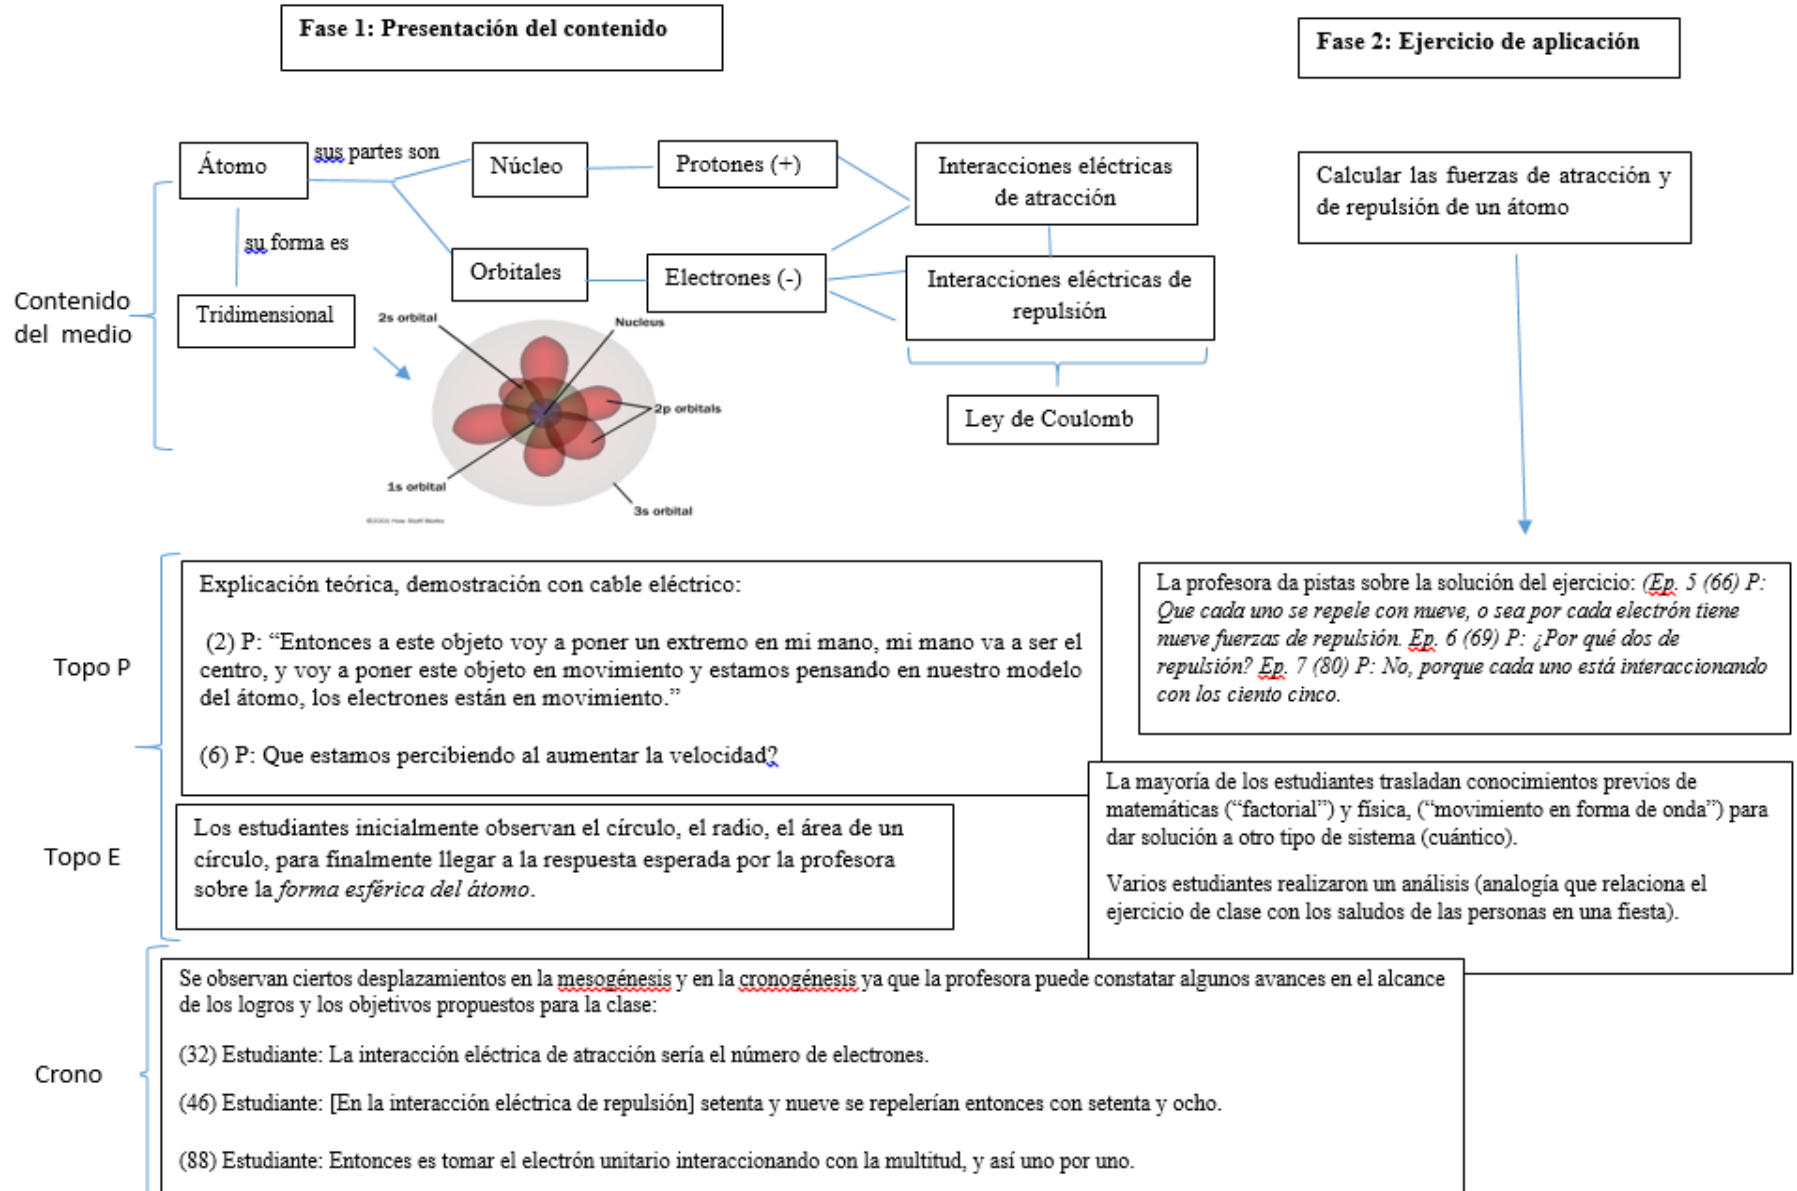 Fase 1: Presentación del contenido
Fase 2: Ejercicio de aplicación
Átomo
sus partes son
Núcleo
Protones (+)
Interacciones eléctricas
de atracción
Calcular las fuerzas de atracción y
de repulsión de un átomo
su forma es
Orbitales
Electrones (-)
Interacciones eléctricas de
repulsión
Contenido
del medio
Tridimensional
2s orbital
Nucleus
2p orbitals
Ley de Coulomb
1s orbital
3s orbital
©2001 How Stuff Works
Topo P
Explicación teórica, demostración con cable eléctrico:
(2) P: “Entonces a este objeto voy a poner un extremo en mi mano, mi mano va a ser el
centro, y voy a poner este objeto en movimiento y estamos pensando en nuestro modelo
del átomo, los electrones están en movimiento.”
(6) P: Que estamos percibiendo al aumentar la velocidad?
La profesora da pistas sobre la solución del ejercicio: (Ep. 5 (66) P:
Que cada uno se repele con nueve, o sea por cada electrón tiene
nueve fuerzas de repulsión. Ep. 6 (69) P: ¿Por qué dos de
repulsión? Ep. 7 (80) P: No, porque cada uno está interaccionando
con los ciento cinco.
Topo E
Los estudiantes inicialmente observan el círculo, el radio, el área de un
círculo, para finalmente llegar a la respuesta esperada por la profesora
sobre la forma esférica del átomo.
La mayoría de los estudiantes trasladan conocimientos previos de
matemáticas (“factorial”) y física, (“movimiento en forma de onda”) para
dar solución a otro tipo de sistema (cuántico).
Varios estudiantes realizaron un análisis (analogía que relaciona el
ejercicio de clase con los saludos de las personas en una fiesta).
Crono
Se observan ciertos desplazamientos en la mesogénesis y en la cronogénesis ya que la profesora puede constatar algunos avances en el alcance
de los logros y los objetivos propuestos para la clase:
(32) Estudiante: La interacción eléctrica de atracción sería el número de electrones.
(46) Estudiante: [En la interacción eléctrica de repulsión] setenta y nueve se repelerían entonces con setenta y ocho.
(88) Estudiante: Entonces es tomar el electrón unitario interaccionando con la multitud, y así uno por uno.